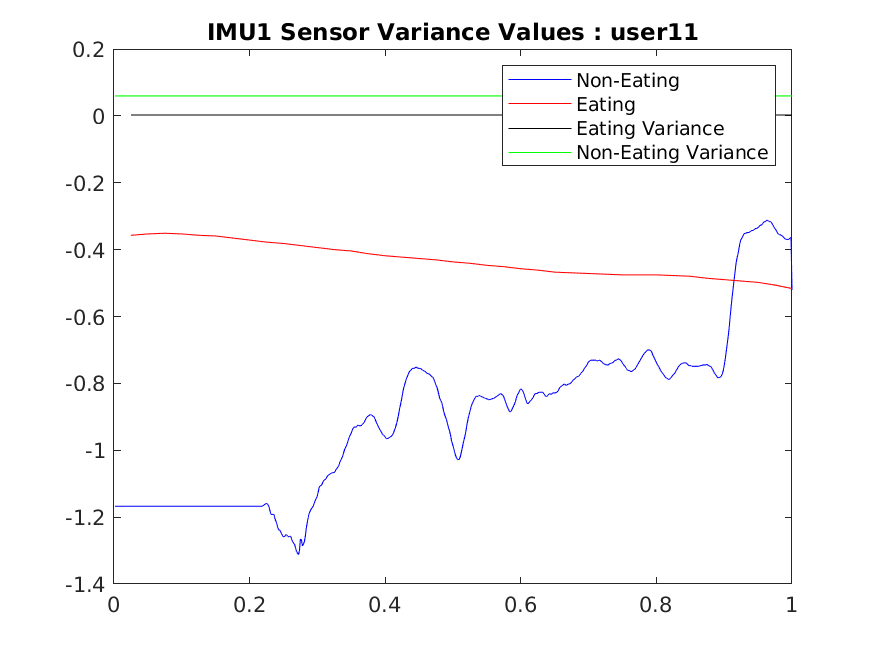 IMU1 Sensor Variance Values : user11
0.2
0
-0.2
-0.4
-0.6
-0.8
-1
-1.2
-1.4
Non-Eating
Eating
Eating Variance
Non-Eating Variance
0 0.2 0.4 0.6 0.8 1